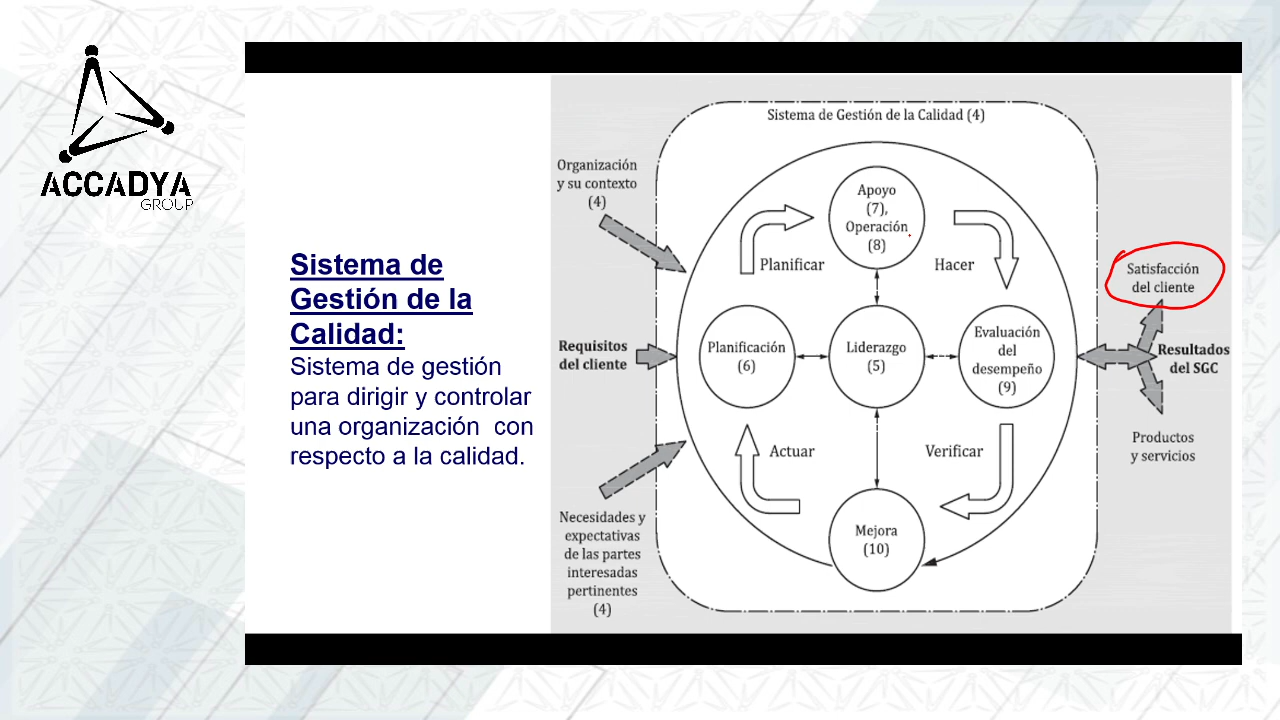 ACCADYA
GROUP
Sistema de
Gestión de la
Calidad:
Sistema de gestión
para dirigir y controlar
una organización con
respecto a la calidad.
Sistema de Gestión de la Calidad (4)
Organización
y su contexto
(4)
Requisitos
del cliente
Necesidades y
expectativas
de las partes
interesadas
pertinentes
(4)
Apoyo
(7),
Operación
(8)
Planificar
Hacer
Planificación
(6)
Liderazgo
(5)
Evaluación
del
desempeño
(9)
Actuar
Verificar
Mejora
(10)
Satisfacción
del cliente
Resultados
del SGC
Productos
y servicios